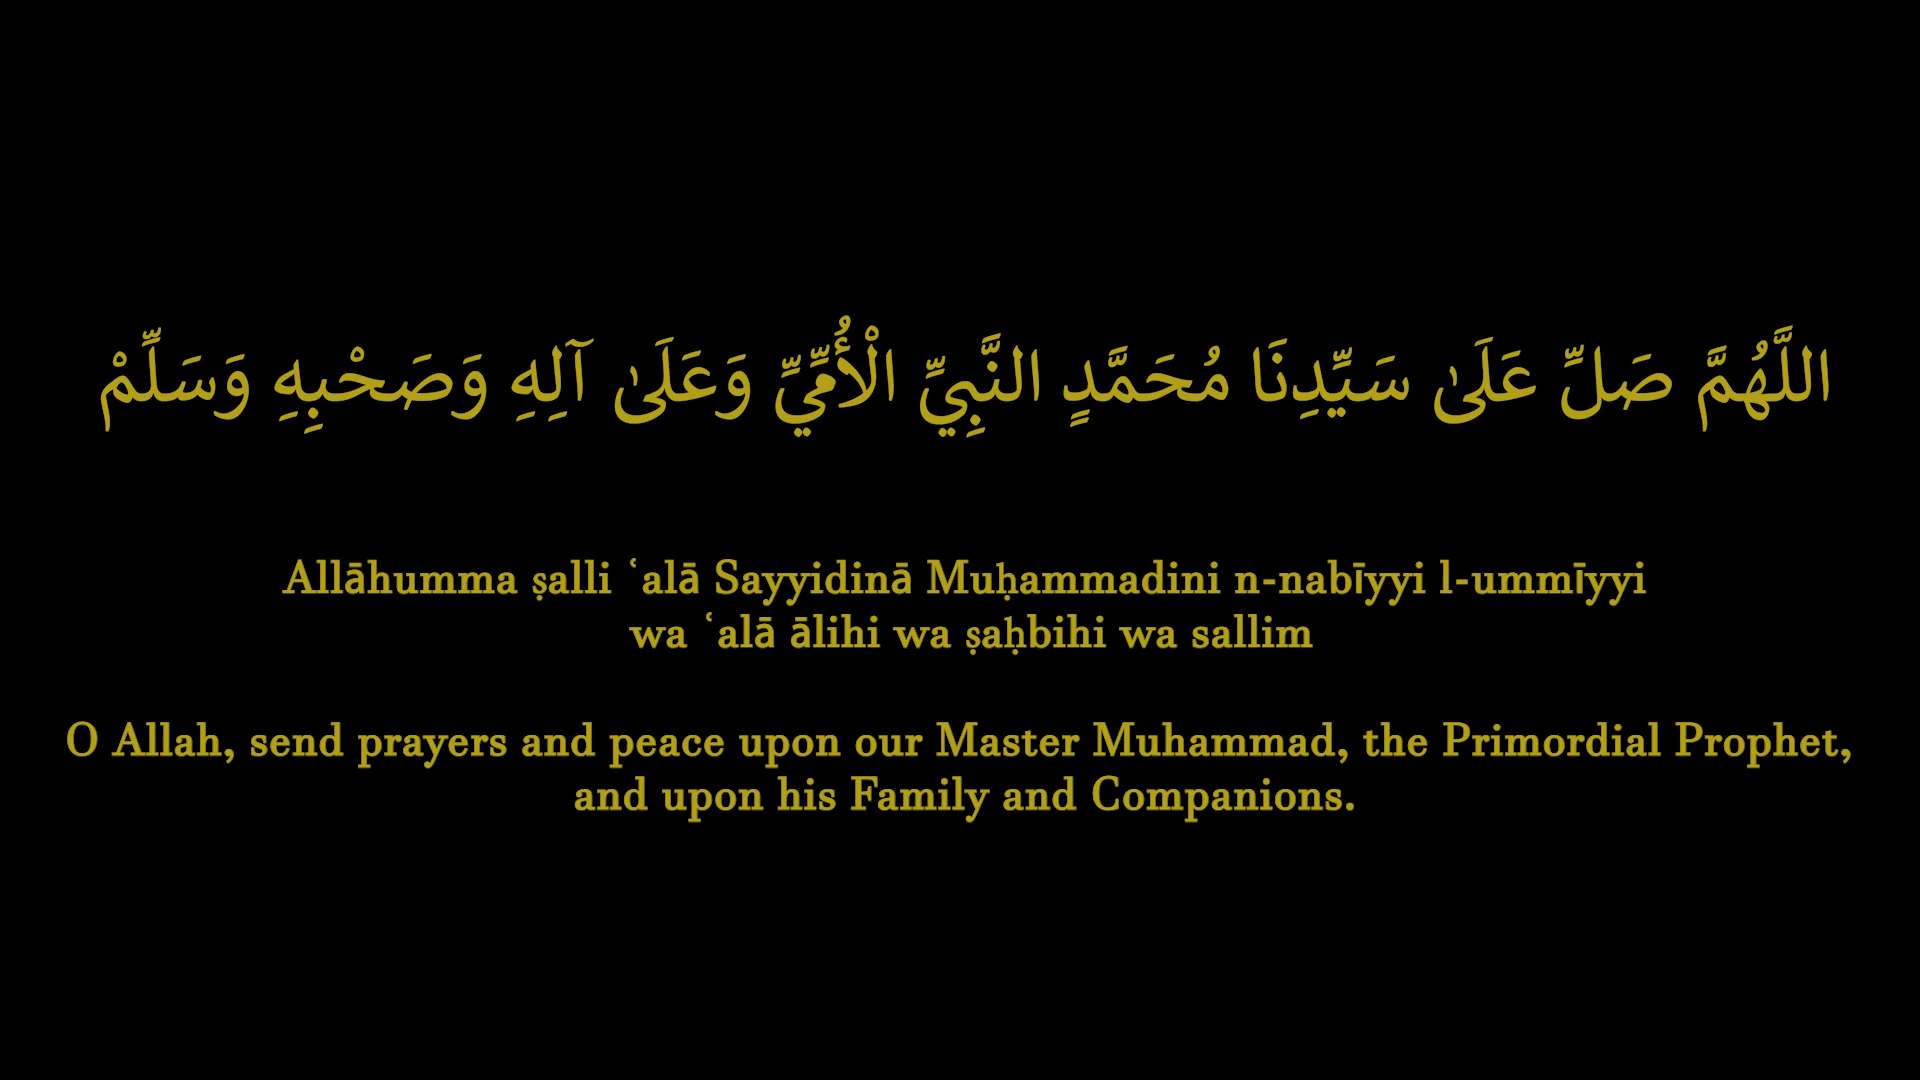 اللَّهُمَّ صَلِّ عَلَىٰ سَيِّدِنَا مُحَمَّدٍ النَّبِيِّ الْأُمِّيِّ وَعَلَىٰ آلِهِ وَصَحْبِهِ وَسَلِّمْ
Allāhumma ṣalli ʿalā Sayyidinā Muḥammadini n-nabīyyi l-ummīyyi
wa ʿalā ālihi wa ṣaḥbihi wa sallim
O Allah, send prayers and peace upon our Master Muhammad, the Primordial Prophet,
and upon his Family and Companions.